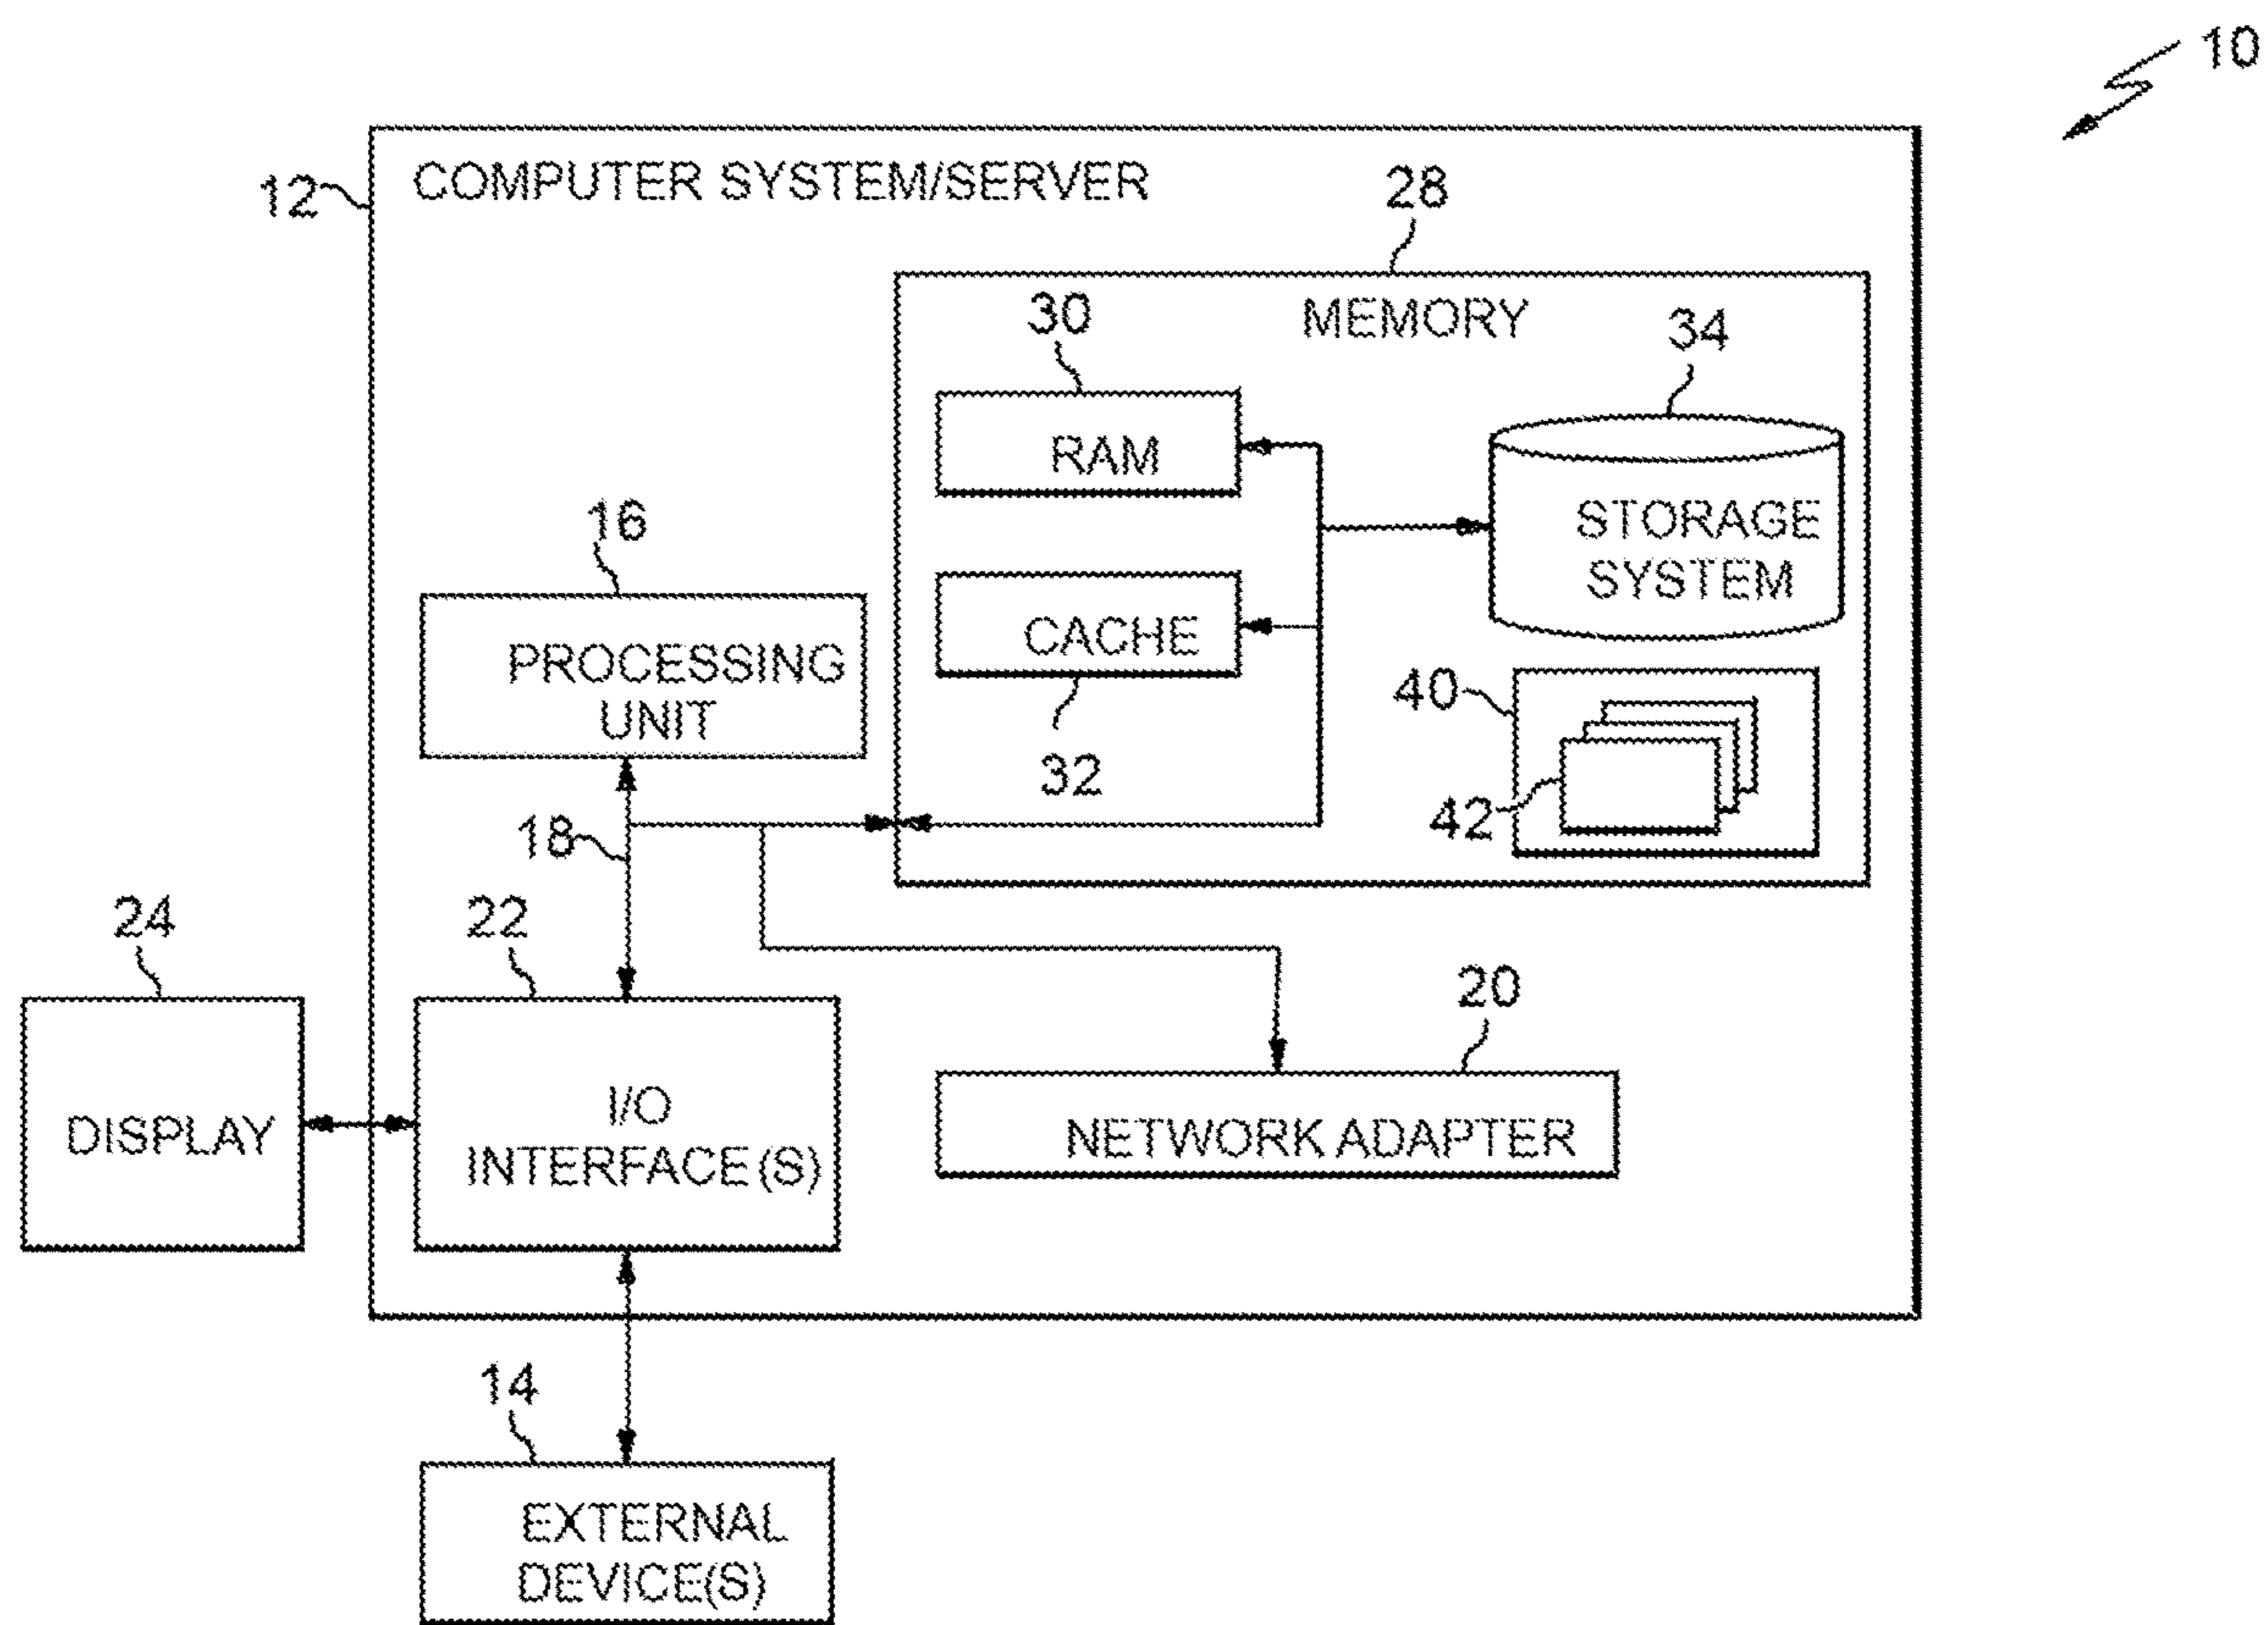 10
12
COMPUTER SYSTEM/SERVER
28
MEMORY
30
RAM
34
STORAGE
SYSTEM
16
PROCESSING
UNIT
CACHE
32
40
42
18
24
DISPLAY
22
I/O
INTERFACE(S)
20
NETWORK ADAPTER
14
EXTERNAL
DEVICE(S)